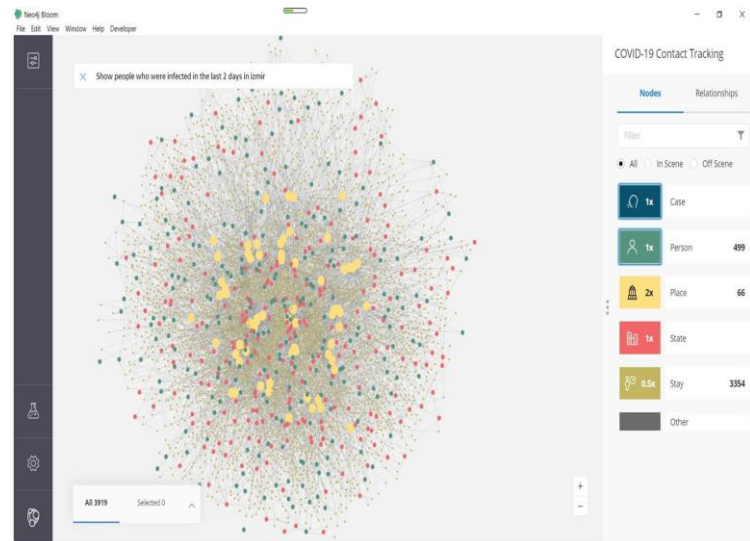 Neo4j Bloom
File Edit View Window Help Developer
Show people who were infected in the last 2 days in izmir
COVID-19 Contact Tracking
Nodes Relationships
Filter
All In Scene Off Scene
1x Case
1x Person 499
2x Place 66
1x State
0.5x Stay 3354
Other
All 3919 Selected 0